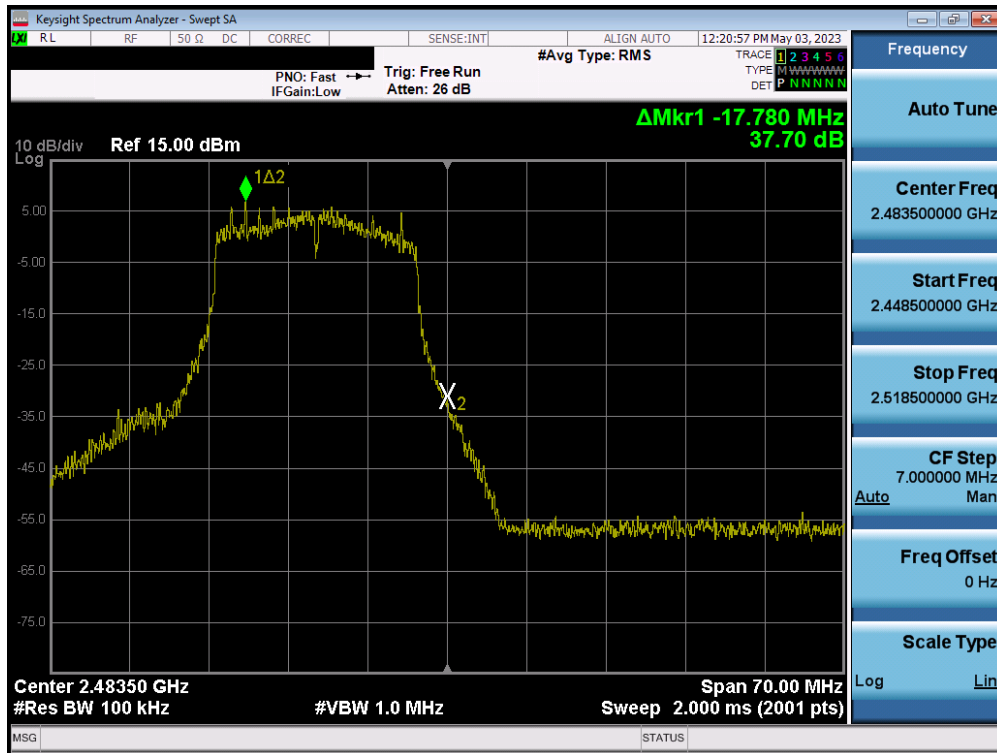 Keysight Spectrum Analyzer - Swept SA
LXI RL RF 50 Ω DC CORREC SENSE:INT ALIGN AUTO 12:20:57 PM May 03, 2023
#Avg Type: RMS TRACE 1 2 3 4 5 6
PNO: Fast Trig: Free Run TYPE M WWWWW
IFGain:Low Atten: 26 dB DET P N N N N N
ΔMkr1 -17.780 MHz
37.70 dB
10 dB/div Ref 15.00 dBm
Log
1Δ2
5.00
-5.00
-15.0
-25.0
-35.0
X2
-45.0
-55.0
-65.0
-75.0
Center 2.48350 GHz Span 70.00 MHz
#Res BW 100 kHz #VBW 1.0 MHz Sweep 2.000 ms (2001 pts)
MSG STATUS
Frequency
Auto Tune
Center Freq
2.483500000 GHz
Start Freq
2.448500000 GHz
Stop Freq
2.518500000 GHz
CF Step
7.000000 MHz
Auto Man
Freq Offset
0 Hz
Scale Type
Log Lin